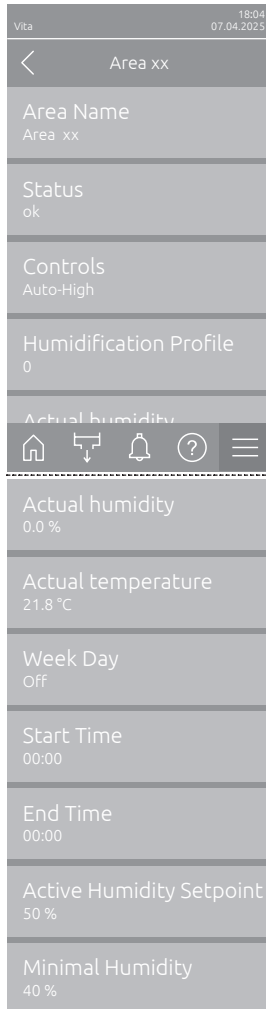 18:04
Vita 07.04.2025
Area xx
Area Name
Area xx
Status
ok
Controls
Auto-High
Humidification Profile
0
Actual humidity
?
Actual humidity
0.0 %
Actual temperature
21.8 °C
Week Day
Off
Start Time
00:00
End Time
00:00
Active Humidity Setpoint
50 %
Minimal Humidity
40 %